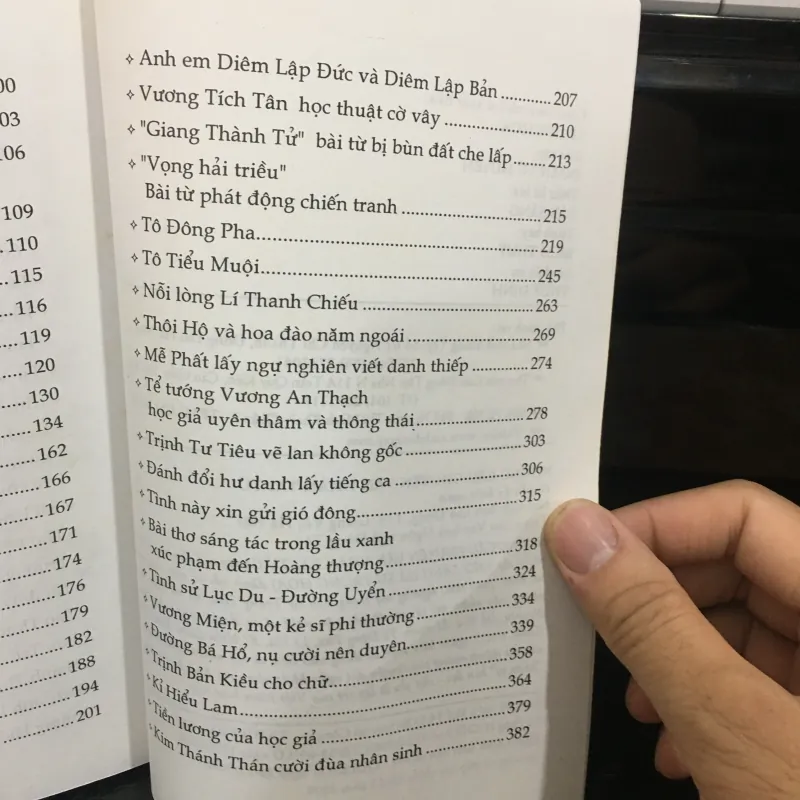 00
03
.06
109
110
115
116
119
120
130
134
162
166
167
171
174
176
179
182
188
194
201
✧ Anh em Diêm Lập Đức và Diêm Lập Bản ............ 207
✧ Vương Tích Tân học thuật cờ vây ........................ 210
✧ "Giang Thành Tử" bài từ bị bùn đất che lấp ....... 213
✧ "Vọng hải triều"
Bài từ phát động chiến tranh ................................ 215
✧ Tô Đông Pha ................................................................ 219
✧ Tô Tiểu Muội ................................................................ 245
✧ Nỗi lòng Lí Thanh Chiếu ........................................ 263
✧ Thôi Hộ và hoa đào năm ngoái ............................ 269
✧ Mễ Phất lấy ngự nghiên viết danh thiếp ............. 274
✧ Tể tướng Vương An Thạch
học giả uyên thâm và thông thái ........................... 278
✧ Trịnh Tư Tiêu vẽ lan không gốc ........................... 303
✧ Đánh đổi hư danh lấy tiếng ca .............................. 306
✧ Tình này xin gửi gió đông ..................................... 315
✧ Bài thơ sáng tác trong lầu xanh
xúc phạm đến Hoàng thượng ............................... 318
✧ Tình sử Lục Du - Đường Uyển ............................. 324
✧ Vương Miện, một kẻ sĩ phi thường ...................... 334
✧ Đường Bá Hổ, nụ cười nên duyên ........................ 339
✧ Trịnh Bản Kiều cho chữ ......................................... 358
✧ Kỉ Hiểu Lam ............................................................ 364
✧ Tiền lương của học giả .......................................... 379
✧ Kim Thánh Thán cười đùa nhân sinh .................. 382